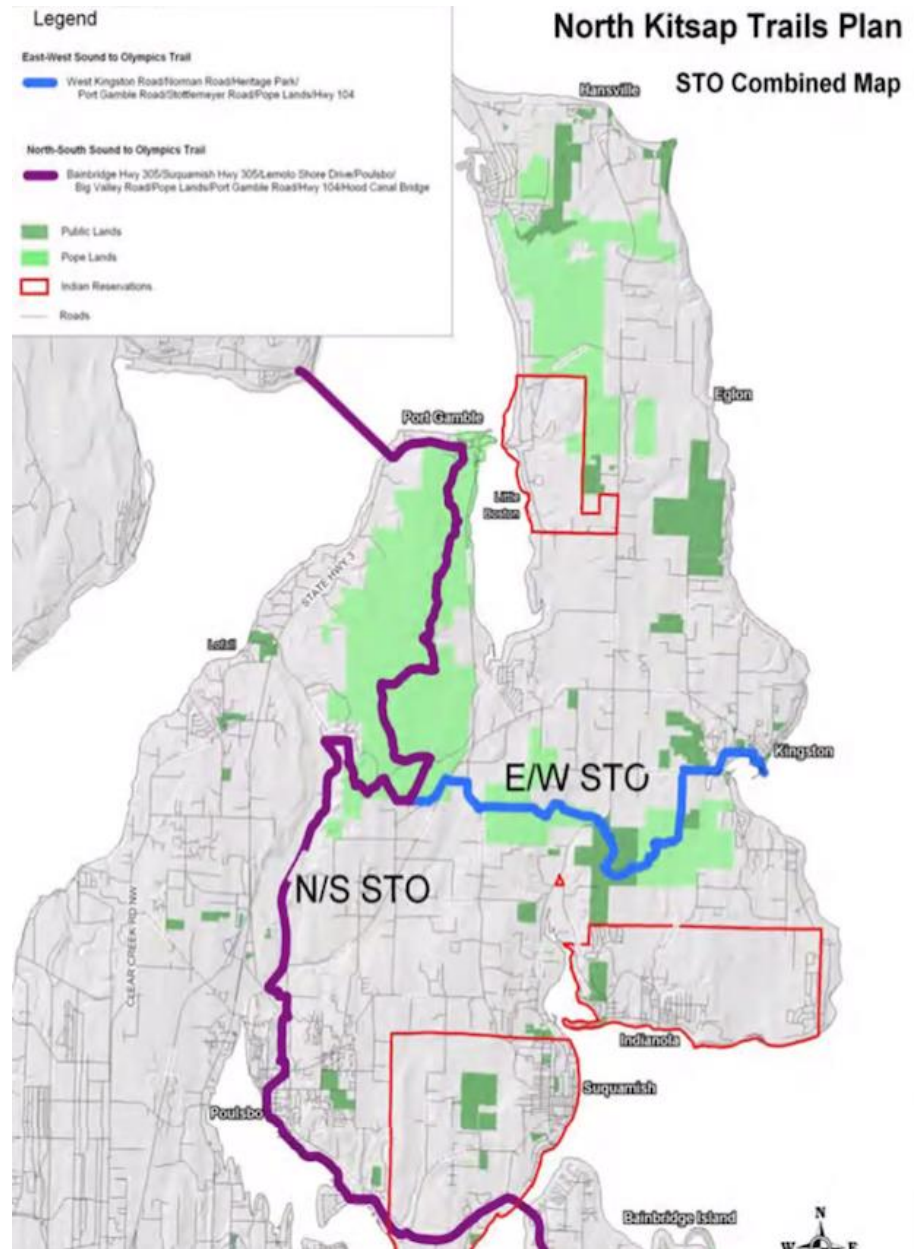 Legend
North Kitsap Trails Plan
STO Combined Map
East-West Sound to Olympics Trail
West Kingston Road/Norman Road/Heritage Park/
Port Gamble Road/Stottlemeyer Road/Pope Lands/Hwy 104
North-South Sound to Olympics Trail
Bainbridge Hwy 305/Suquamish Hwy 305/Lemolo Shore Drive/Poulsbo/
Big Valley Road/Pope Lands/Port Gamble Road/Hwy 104/Hood Canal Bridge
Public Lands
Pope Lands
Indian Reservations
Roads
Hansville
Eglon
Port Gamble
Little
Boston
STATE HWY 3
Lofall
Kingston
E/W STO
N/S STO
CLEAR CREEK RD NW
Indianola
Suquamish
Poulsbo
Bainbridge Island
N
W E